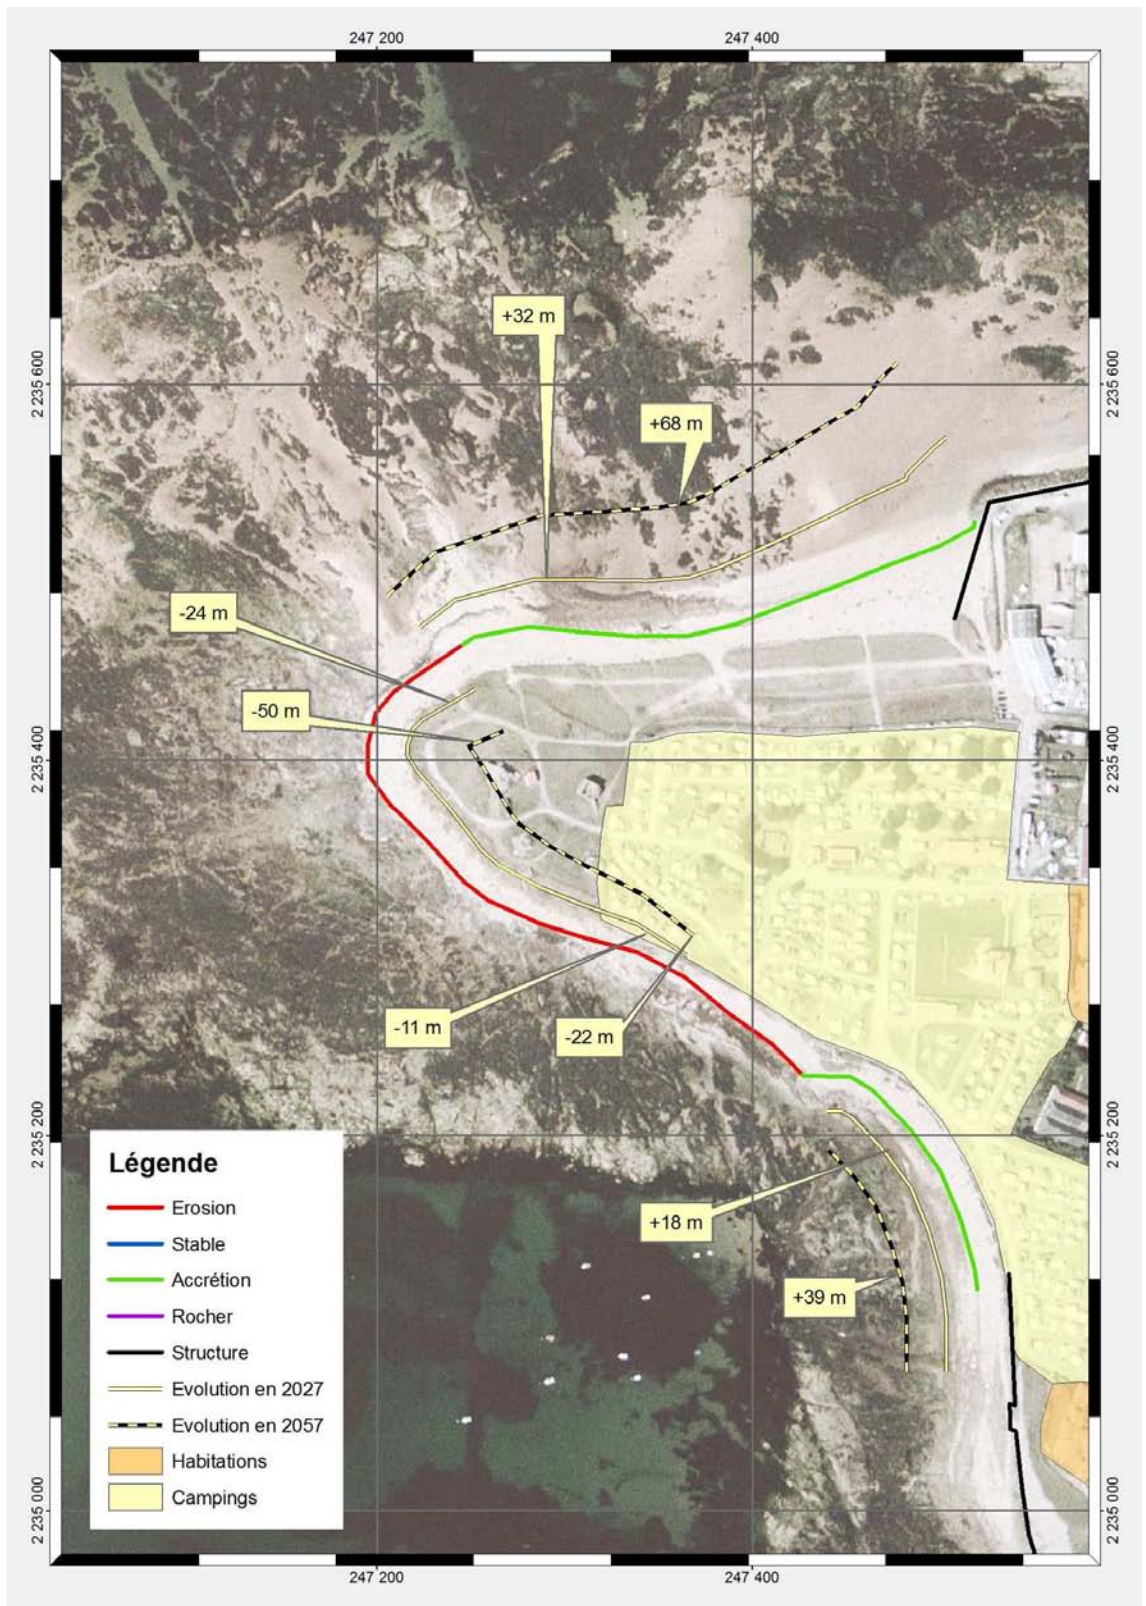 247 200
247 400
+32 m
2 235 600
2 235 600
+68 m
-24 m
-50 m
2 235 400
2 235 400
-11 m
-22 m
2 235 200
2 235 200
Légende
Erosion
Stable
Accrétion
Rocher
Structure
Evolution en 2027
Evolution en 2057
Habitations
Campings
+18 m
+39 m
2 235 000
2 235 000
247 200
247 400